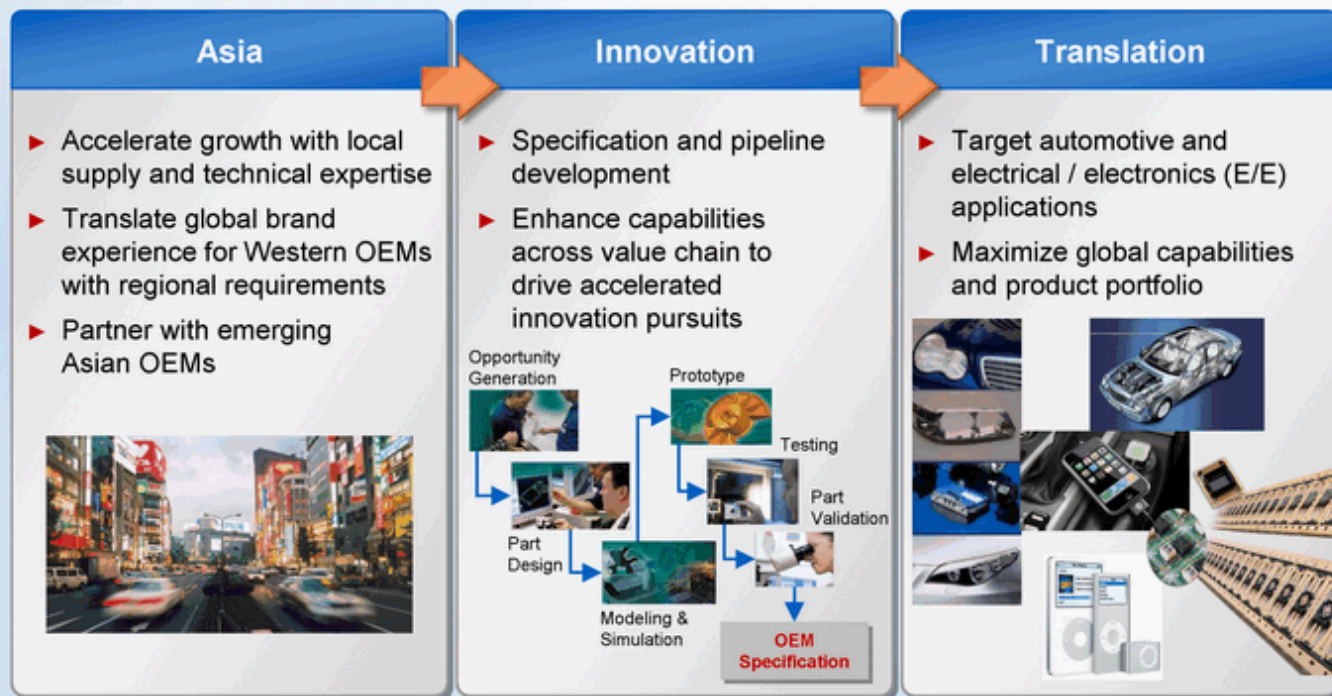 Asia
Accelerate growth with local
supply and technical expertise
Translate global brand
experience for Western OEMs
with regional requirements
Partner with emerging
Asian OEMs
Innovation
Specification and pipeline
development
Enhance capabilities
across value chain to
drive accelerated
innovation pursuits
Opportunity
Generation
Part
Design
Modeling &
Simulation
Prototype
Testing
Part
Validation
OEM
Specification
Translation
Target automotive and
electrical / electronics (E/E)
applications
Maximize global capabilities
and product portfolio